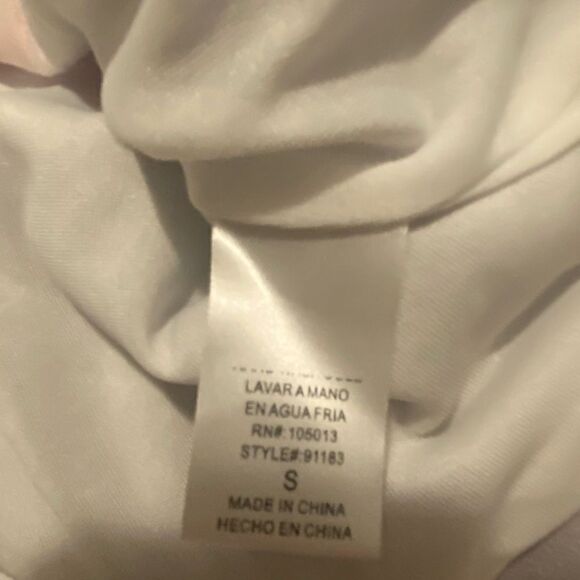 LAVAR A MANO
EN AGUA FRIA
RN#:105013
STYLE#:91183
S
MADE IN CHINA
HECHO EN CHINA